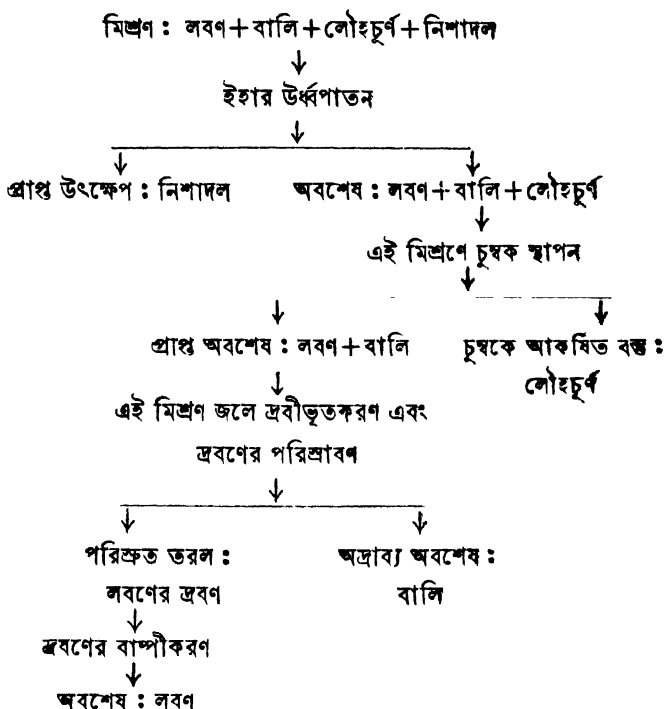 মিশ্রণ : লবণ+বালি+লৌহচূর্ণ+নিশাদল
ইহার ঊর্ধ্বপাতন
প্রাপ্ত উৎক্ষেপ : নিশাদল অবশেষ : লবণ+বালি+লৌহচূর্ণ
এই মিশ্রণে চুম্বক স্থাপন
প্রাপ্ত অবশেষ : লবণ+বালি চুম্বকে আকর্ষিত বস্তু :
লৌহচূর্ণ
এই মিশ্রণ জলে দ্রবীভূতকরণ এবং
দ্রবণের পরিস্রাবণ
পরিস্রুত তরল : অদ্রাব্য অবশেষ :
লবণের দ্রবণ বালি
দ্রবণের বাষ্পীকরণ
অবশেষ : লবণ